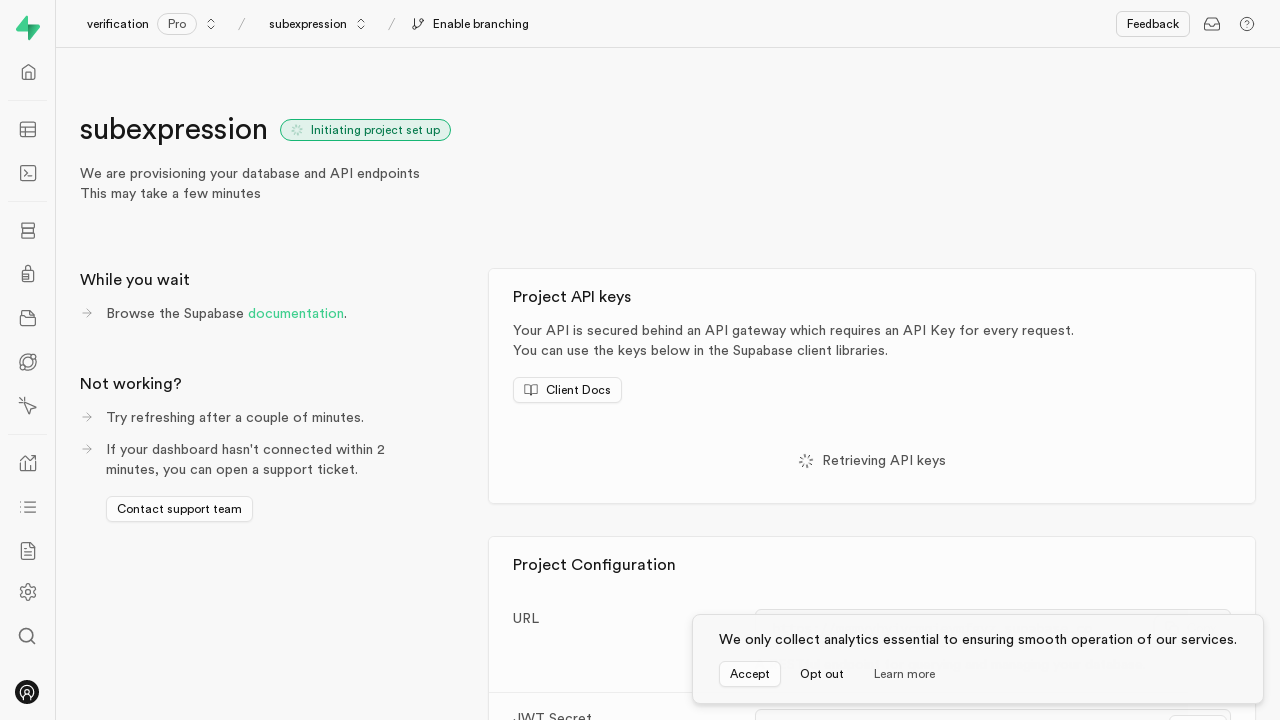 verification
Pro
/
subexpression
/
Enable branching
Feedback
subexpression
Initiating project set up
We are provisioning your database and API endpoints
This may take a few minutes
While you wait
Browse the Supabase documentation.
Not working?
Try refreshing after a couple of minutes.
If your dashboard hasn't connected within 2
minutes, you can open a support ticket.
Contact support team
Project API keys
Your API is secured behind an API gateway which requires an API Key for every request.
You can use the keys below in the Supabase client libraries.
Client Docs
Retrieving API keys
Project Configuration
URL
JWT Secret
We only collect analytics essential to ensuring smooth operation of our services.
Accept
Opt out
Learn more